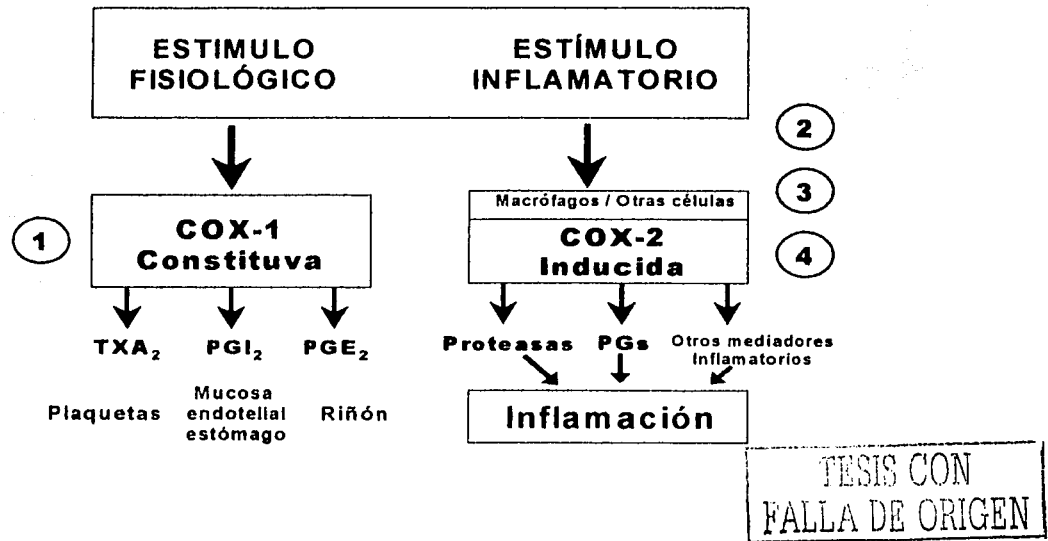 ESTIMULO
FISIOLÓGICO
ESTÍMULO
INFLAMATORIO
2
Macrófagos / Otras células
3
1
COX-1
Constituva
COX-2
Inducida
4
TXA₂
PGI₂
PGE₂
Proteasas
PGs
Otros mediadores
Inflamatorios
Plaquetas
Mucosa
endotelial
estómago
Riñón
Inflamación
TESIS CON
FALLA DE ORIGEN